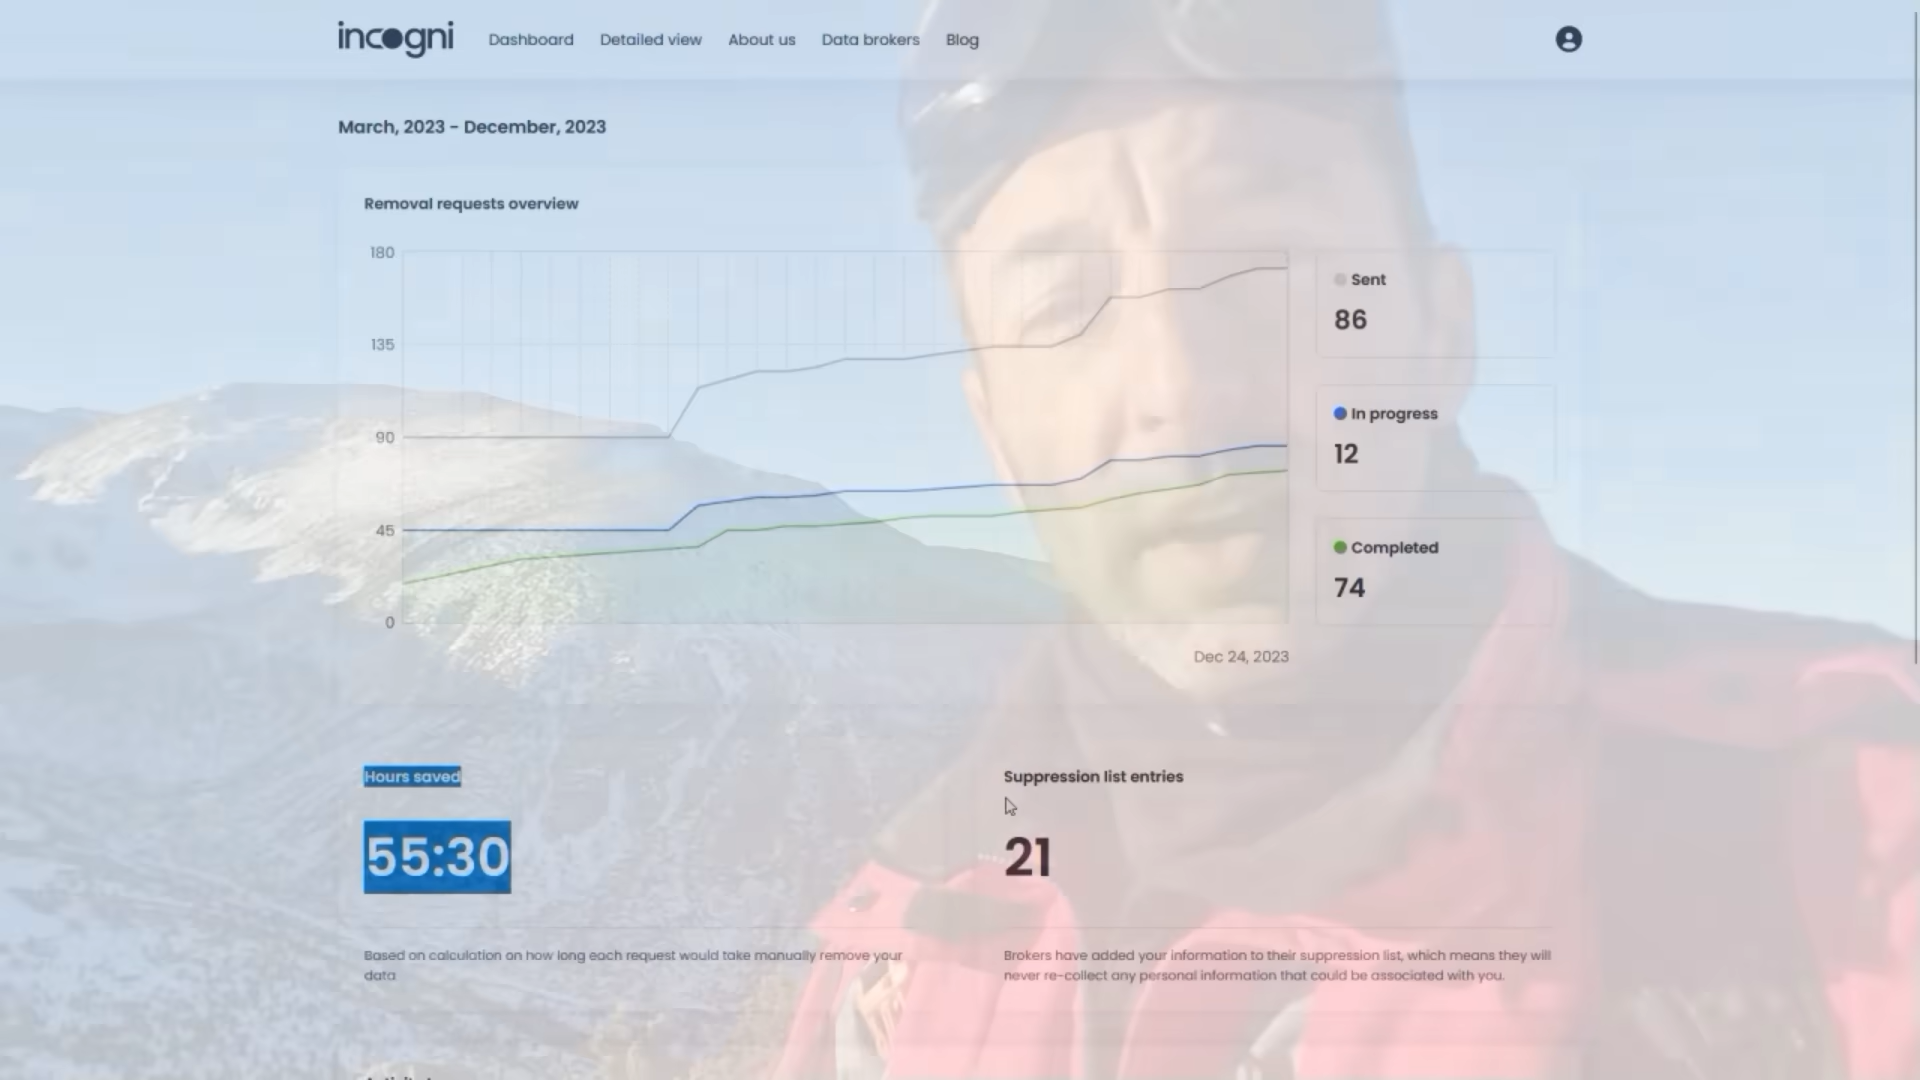 incogni Dashboard Detailed view About us Data brokers Blog
March, 2023 - December, 2023
Removal requests overview
180
135
90
45
0
Dec 24, 2023
Sent
86
In progress
12
Completed
74
Hours saved
55:30
Based on calculation on how long each request would take manually remove your
data
Suppression list entries
21
Brokers have added your information to their suppression list, which means they will
never re-collect any personal information that could be associated with you.